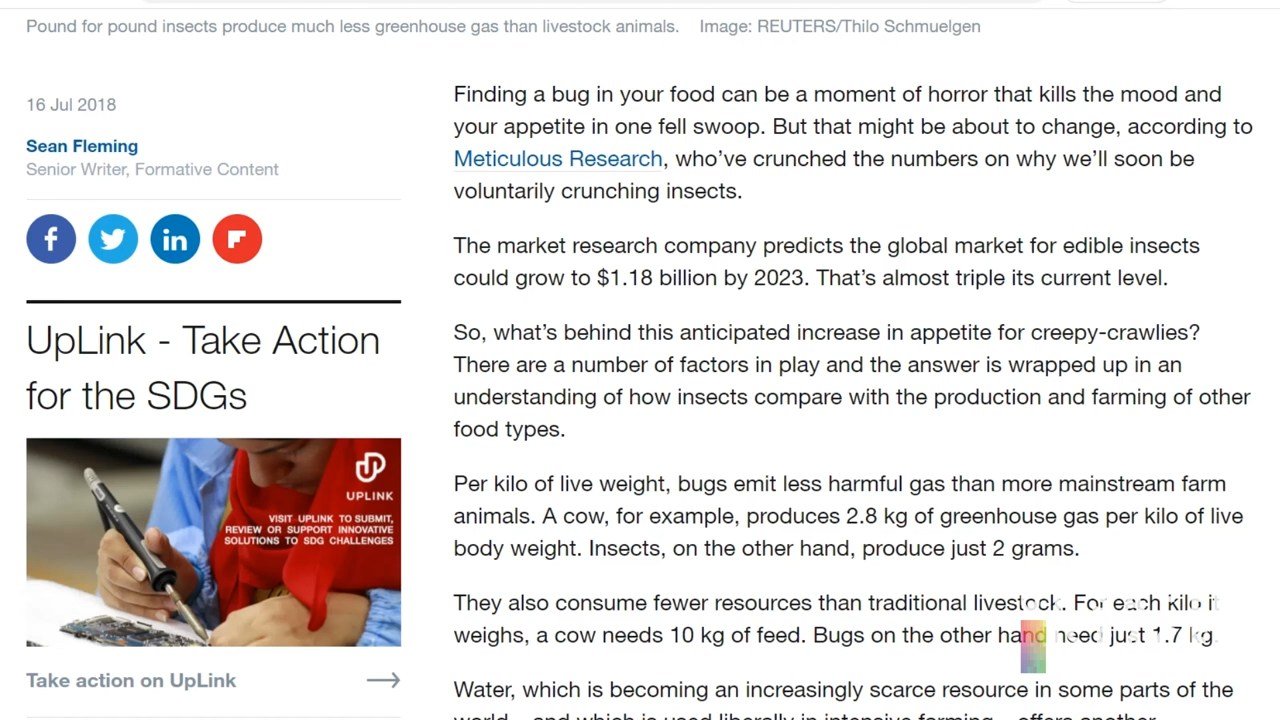 Pound for pound insects produce much less greenhouse gas than livestock animals. Image: REUTERS/Thilo Schmuelgen
16 Jul 2018
Sean Fleming
Senior Writer, Formative Content
UpLink - Take Action
for the SDGs
UPLINK
VISIT UPLINK TO SUBMIT,
REVIEW OR SUPPORT INNOVATIVE
SOLUTIONS TO SDG CHALLENGES
Take action on UpLink
Finding a bug in your food can be a moment of horror that kills the mood and
your appetite in one fell swoop. But that might be about to change, according to
Meticulous Research, who’ve crunched the numbers on why we’ll soon be
voluntarily crunching insects.
The market research company predicts the global market for edible insects
could grow to $1.18 billion by 2023. That’s almost triple its current level.
So, what’s behind this anticipated increase in appetite for creepy-crawlies?
There are a number of factors in play and the answer is wrapped up in an
understanding of how insects compare with the production and farming of other
food types.
Per kilo of live weight, bugs emit less harmful gas than more mainstream farm
animals. A cow, for example, produces 2.8 kg of greenhouse gas per kilo of live
body weight. Insects, on the other hand, produce just 2 grams.
They also consume fewer resources than traditional livestock. For each kilo it
weighs, a cow needs 10 kg of feed. Bugs on the other hand need just 1.7 kg.
Water, which is becoming an increasingly scarce resource in some parts of the
world – and which is used liberally in intensive farming – offers another